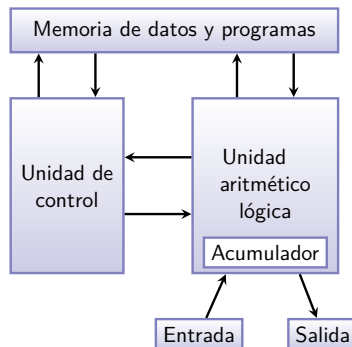 Memoria de datos y programas
Unidad de
control
Unidad
aritmético
lógica
Acumulador
Entrada
Salida